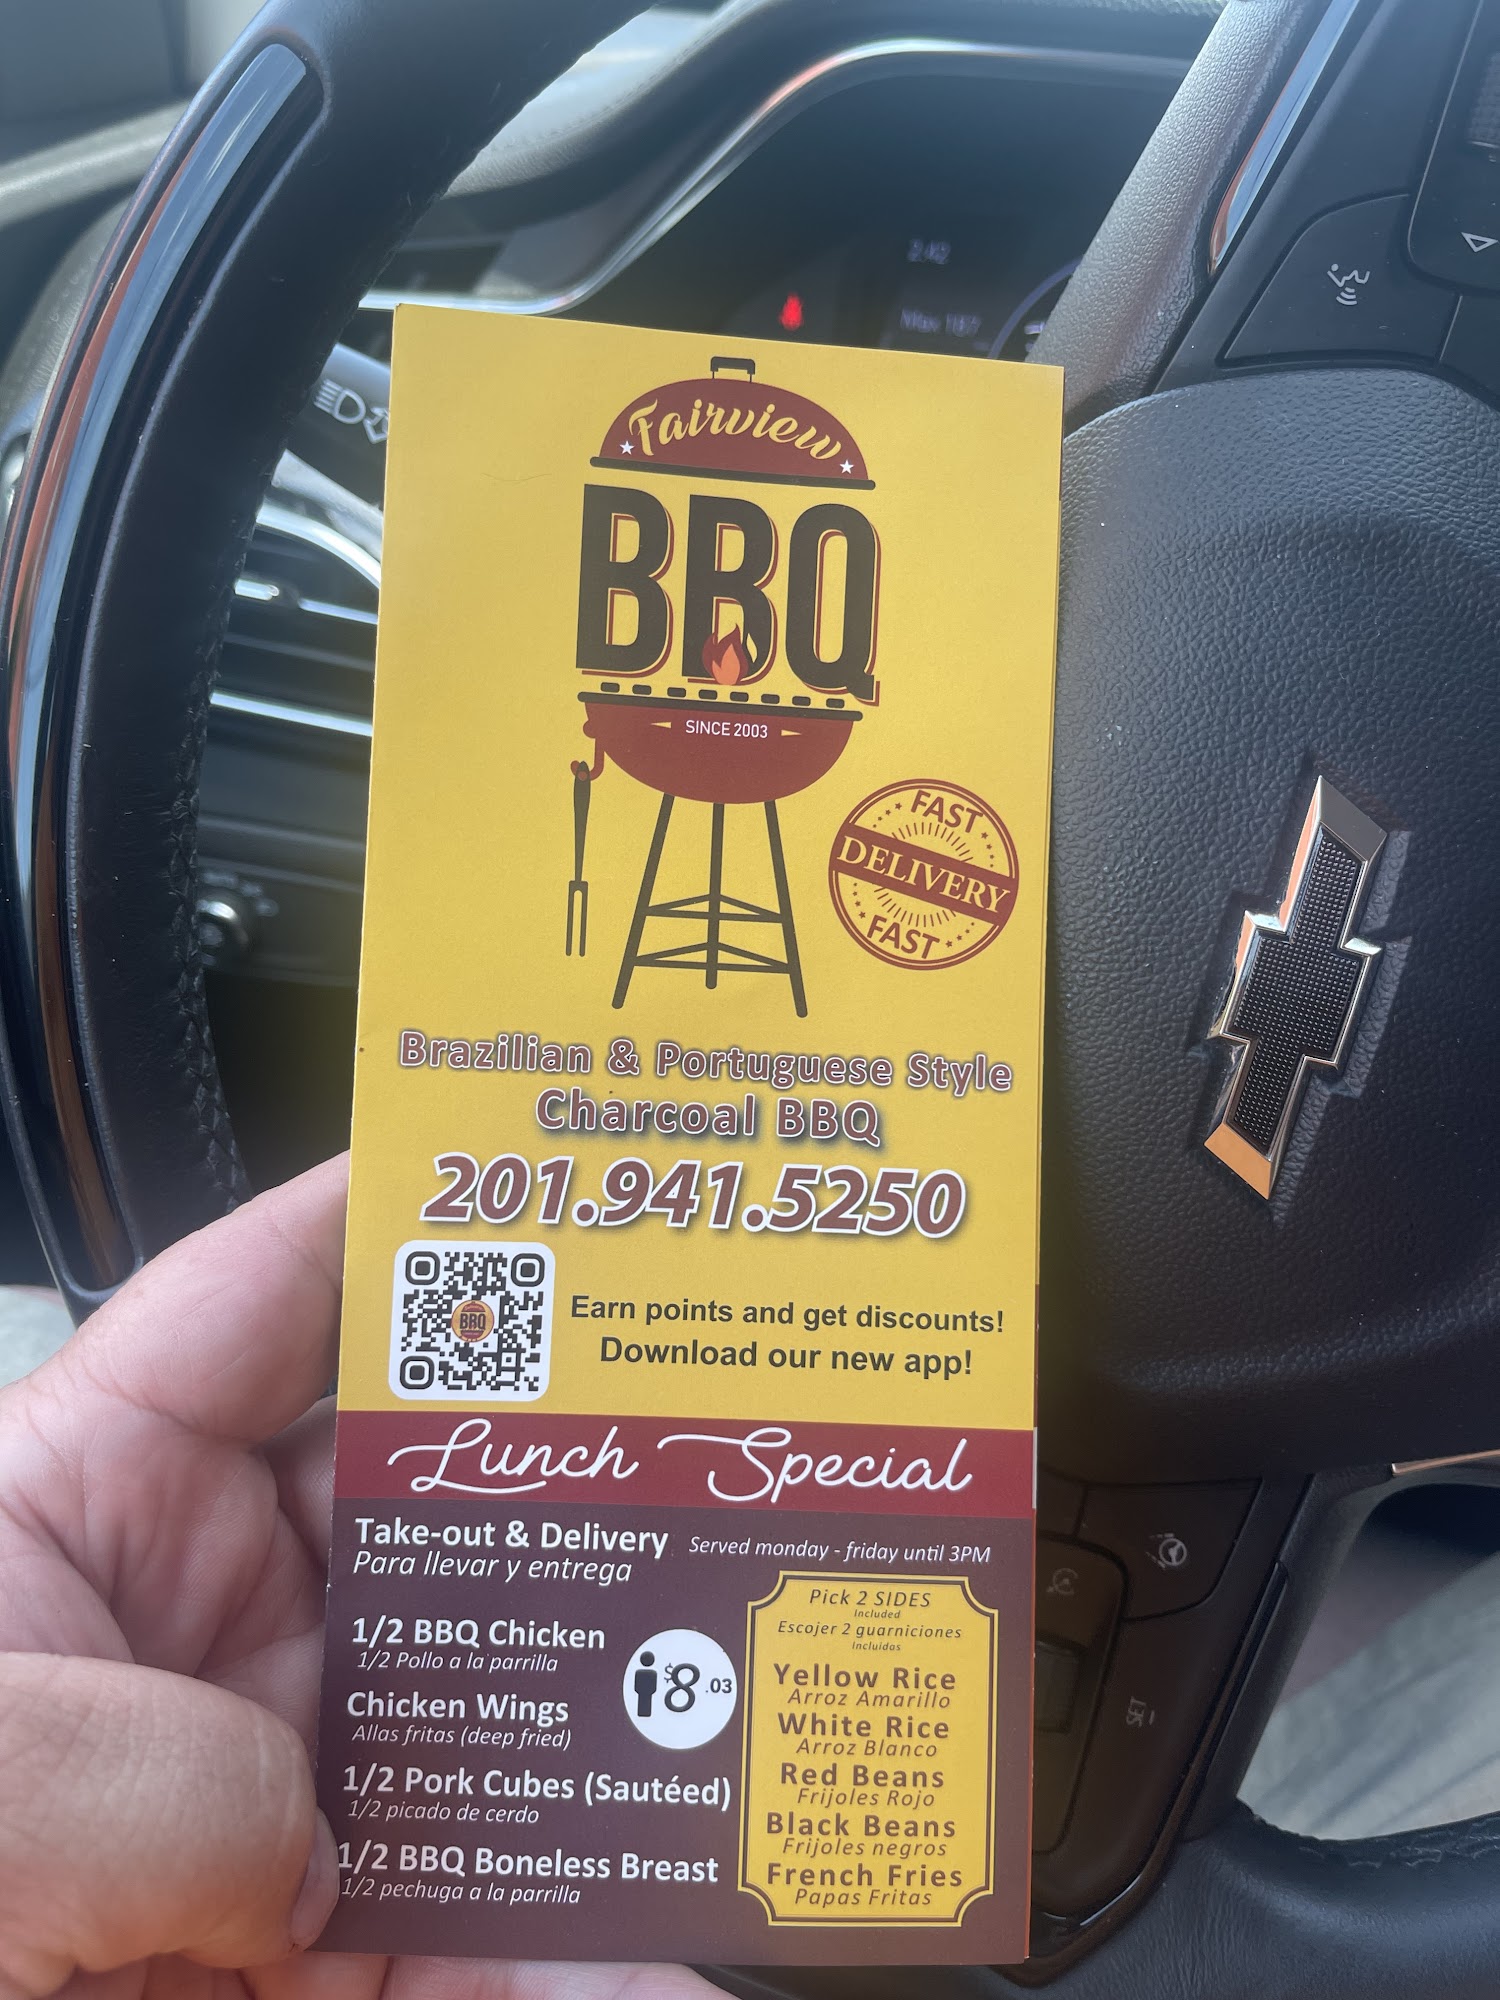 2:42
Fairview
BBQ
SINCE 2003
FAST
DELIVERY
FAST
Brazilian & Portuguese Style
Charcoal BBQ
201.941.5250
BBQ
Earn points and get discounts!
Download our new app!
Lunch Special
Take-out & Delivery
Para llevar y entrega
Served monday - friday until 3PM
1/2 BBQ Chicken
1/2 Pollo a la parrilla
Chicken Wings
Allas fritas (deep fried)
1/2 Pork Cubes (Sautéed)
1/2 picado de cerdo
1/2 BBQ Boneless Breast
1/2 pechuga a la parrilla
$8.03
Pick 2 SIDES
Included
Escojer 2 guarniciones
Incluidos
Yellow Rice
Arroz Amarillo
White Rice
Arroz Blanco
Red Beans
Frijoles Rojo
Black Beans
Frijoles negros
French Fries
Papas Fritas
SET